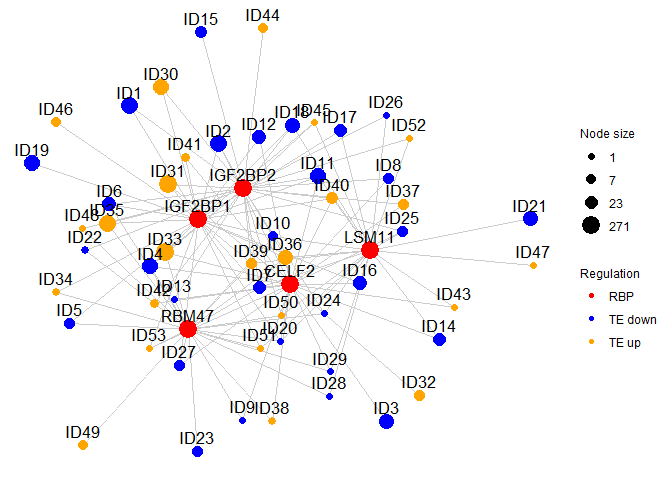 ID44
ID15
ID30
ID1
ID46
ID45
ID26
ID18
ID17
ID12
ID2
ID52
ID41
ID19
ID11
ID8
IGF2BP2
ID31
ID40
ID37
ID6
IGF2BP1
ID48
ID35
ID21
ID10
ID25
ID22
LSM11
ID33
ID4
ID39
ID36
ID47
CELF2
ID7
ID16
ID34
ID13
ID42
ID43
ID50
ID24
ID5
RBM47
ID20
ID14
ID53
ID51
ID27
ID29
ID28
ID32
ID9
ID38
ID3
ID49
ID23
Node size
1
7
23
271
Regulation
RBP
TE down
TE up